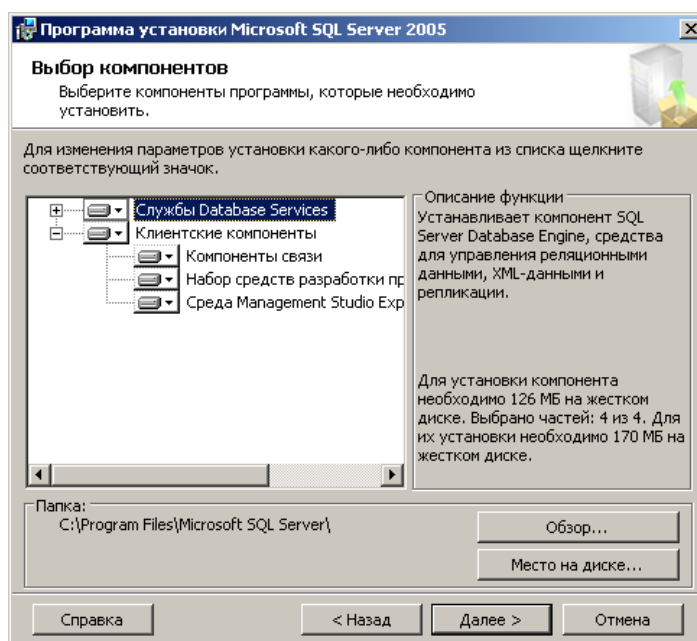 Программа установки Microsoft SQL Server 2005
Выбор компонентов
Выберите компоненты программы, которые необходимо
установить.
Для изменения параметров установки какого-либо компонента из списка щелкните
соответствующий значок.
Службы Database Services
Клиентские компоненты
Компоненты связи
Набор средств разработки пр
Среда Management Studio Exp
Описание функции
Устанавливает компонент SQL
Server Database Engine, средства
для управления реляционными
данными, XML-данными и
репликации.
Для установки компонента
необходимо 126 МБ на жестком
диске. Выбрано частей: 4 из 4. Для
их установки необходимо 170 МБ на
жестком диске.
Папка:
C:\Program Files\Microsoft SQL Server\
Обзор...
Место на диске...
Справка
< Назад
Далее >
Отмена